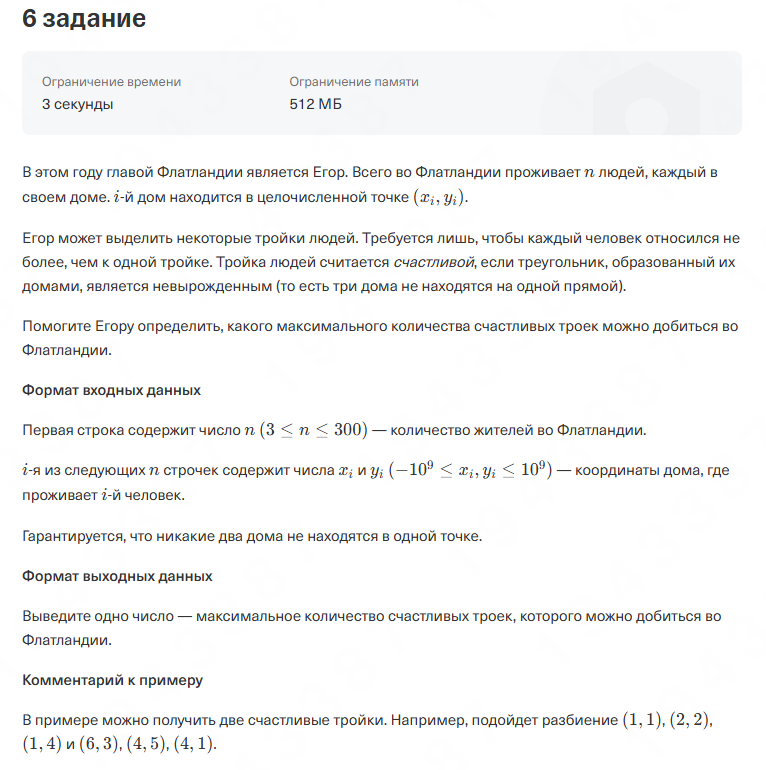 6 задание
Ограничение времени
Ограничение памяти
3 секунды
512 МБ
В этом году главой Флатландии является Егор. Всего во Флатландии проживает n людей, каждый в
своем доме. i-й дом находится в целочисленной точке (x_i, y_i).
Егор может выделить некоторые тройки людей. Требуется лишь, чтобы каждый человек относился не
более, чем к одной тройке. Тройка людей считается счастливой, если треугольник, образованный их
домами, является невырожденным (то есть три дома не находятся на одной прямой).
Помогите Егору определить, какого максимального количества счастливых троек можно добиться во
Флатландии.
Формат входных данных
Первая строка содержит число n (3 ≤ n ≤ 300) — количество жителей во Флатландии.
i-я из следующих n строчек содержит числа x_i и y_i (−10^9 ≤ x_i, y_i ≤ 10^9) — координаты дома, где
проживает i-й человек.
Гарантируется, что никакие два дома не находятся в одной точке.
Формат выходных данных
Выведите одно число — максимальное количество счастливых троек, которого можно добиться во
Флатландии.
Комментарий к примеру
В примере можно получить две счастливые тройки. Например, подойдет разбиение (1, 1), (2, 2),
(1, 4) и (6, 3), (4, 5), (4, 1).